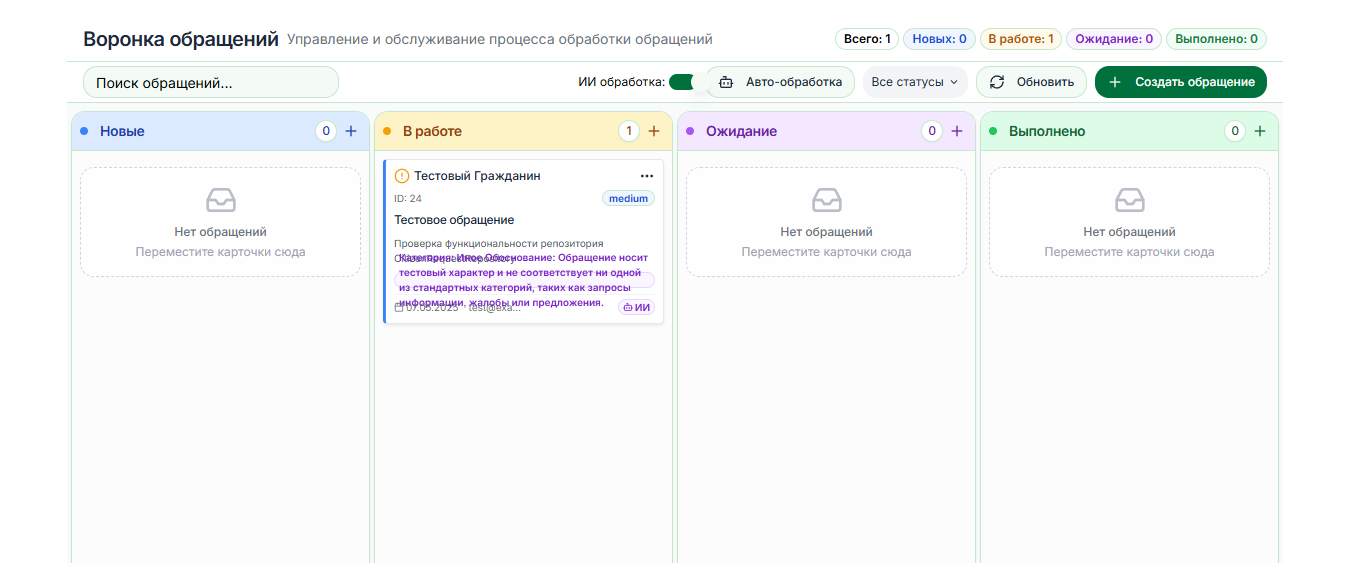 Воронка обращений Управление и обслуживание процесса обработки обращений
Всего: 1 Новых: 0 В работе: 1 Ожидание: 0 Выполнено: 0
Поиск обращений...
ИИ обработка: Авто-обработка Все статусы Обновить + Создать обращение
Новые 0 +
Нет обращений
Переместите карточки сюда
В работе 1 +
Тестовый Гражданин ...
ID: 24 medium
Тестовое обращение
Проверка функциональности репозитория
Категория: Иное Обоснование: Обращение носит
тестовый характер и не соответствует ни одной
из стандартных категорий, таких как запросы
информации, жалобы или предложения.
07.05.2025 test@exa...
ИИ
Ожидание 0 +
Нет обращений
Переместите карточки сюда
Выполнено 0 +
Нет обращений
Переместите карточки сюда